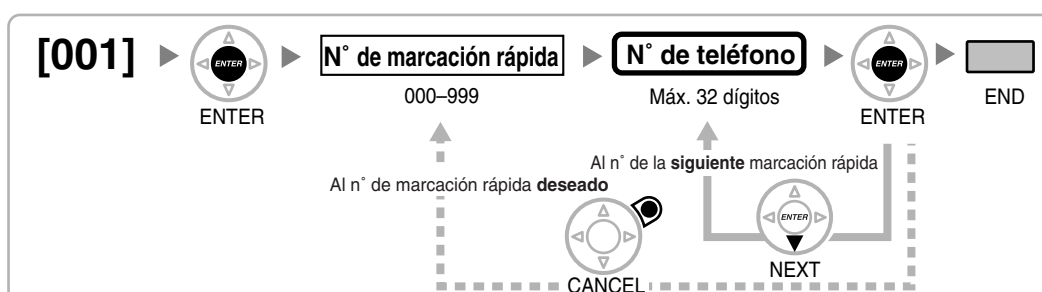 [001]
ENTER
ENTER
N° de marcación rápida
000–999
N° de teléfono
Máx. 32 dígitos
ENTER
ENTER
END
Al n° de la siguiente marcación rápida
Al n° de marcación rápida deseado
ENTER
NEXT
CANCEL